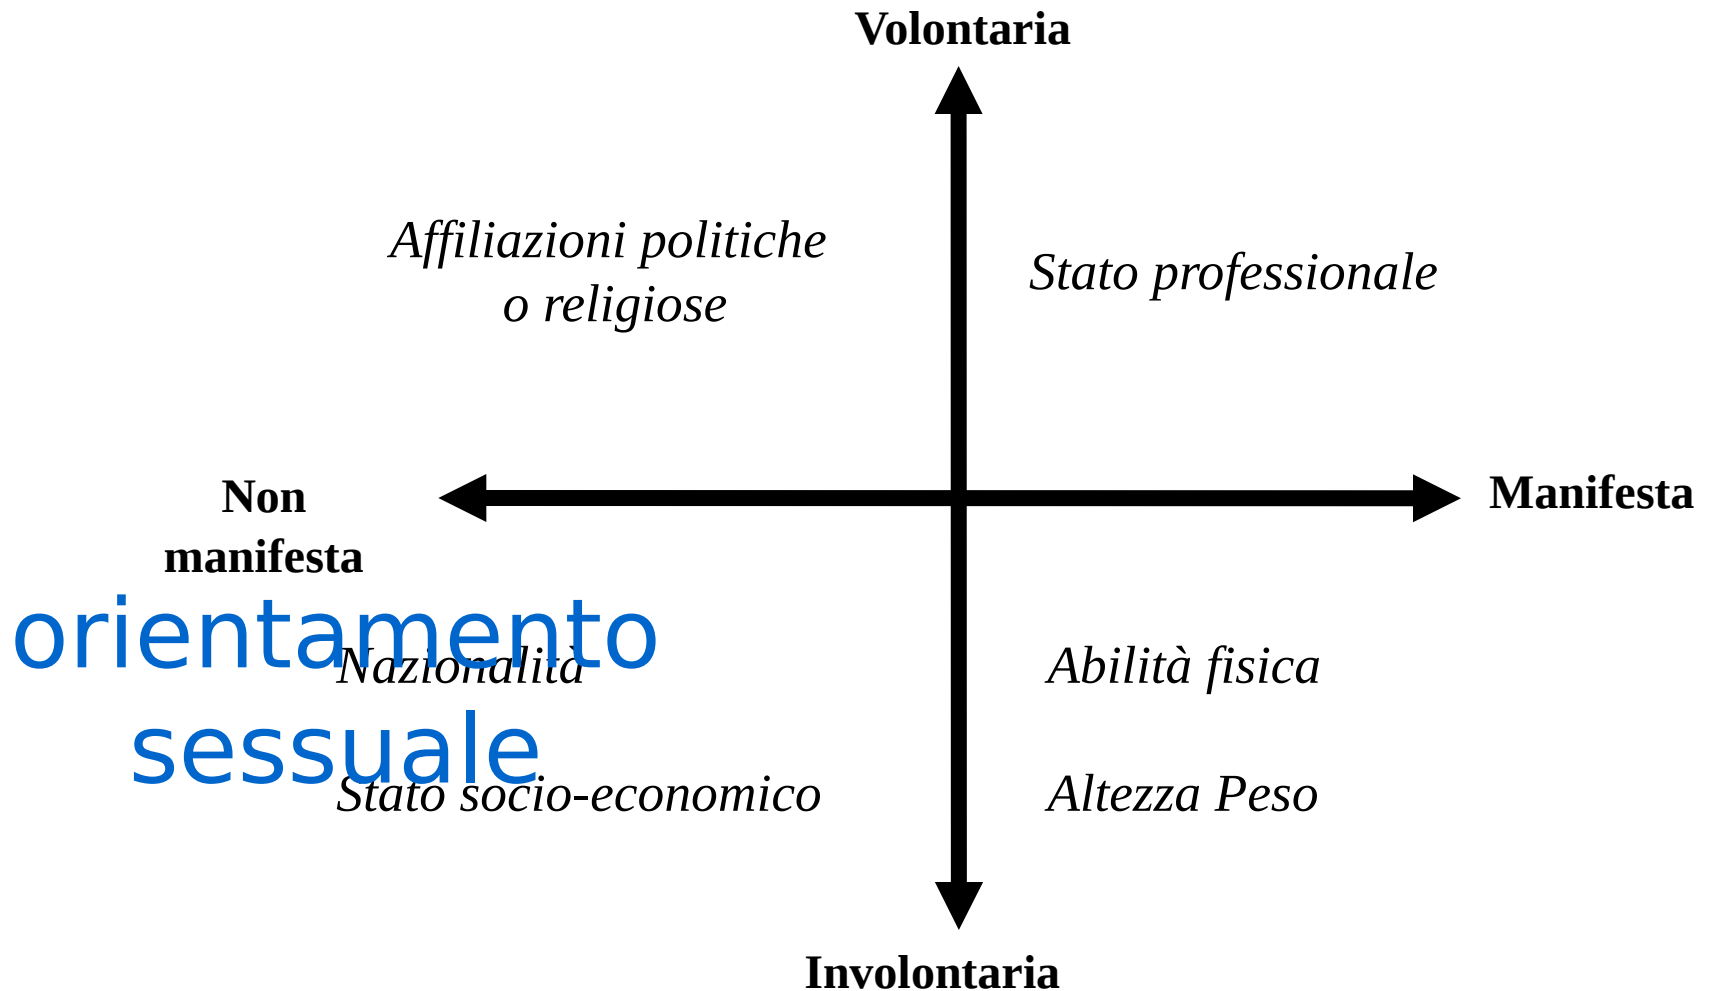 Volontaria
Affiliazioni politiche
o religiose
Stato professionale
Non
manifesta
Manifesta
orientamento
sessuale
Nazionalità
Stato socio-economico
Abilità fisica
Altezza Peso
Involontaria